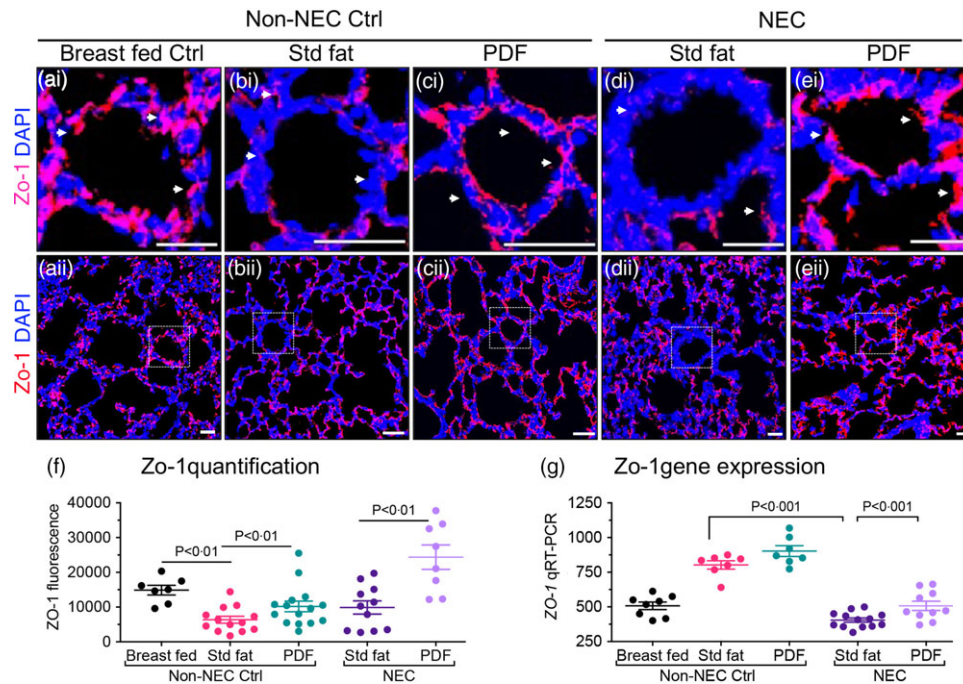 Non-NEC Ctrl NEC
Breast fed Ctrl Std fat PDF Std fat PDF
(ai) (bi) (ci) (di) (ei)
Zo-1 DAPI
(aii) (bii) (cii) (dii) (eii)
Zo-1 DAPI
(f) Zo-1quantification
ZO-1 fluorescence
40000
30000
20000
10000
0
P<0·01
P<0·01
P<0·01
Breast fed Std fat PDF Std fat PDF
Non-NEC Ctrl NEC
(g) Zo-1gene expression
ZO-1 qRT-PCR
1250
1000
750
500
250
P<0·001
P<0·001
Breast fed Std fat PDF Std fat PDF
Non-NEC Ctrl NEC